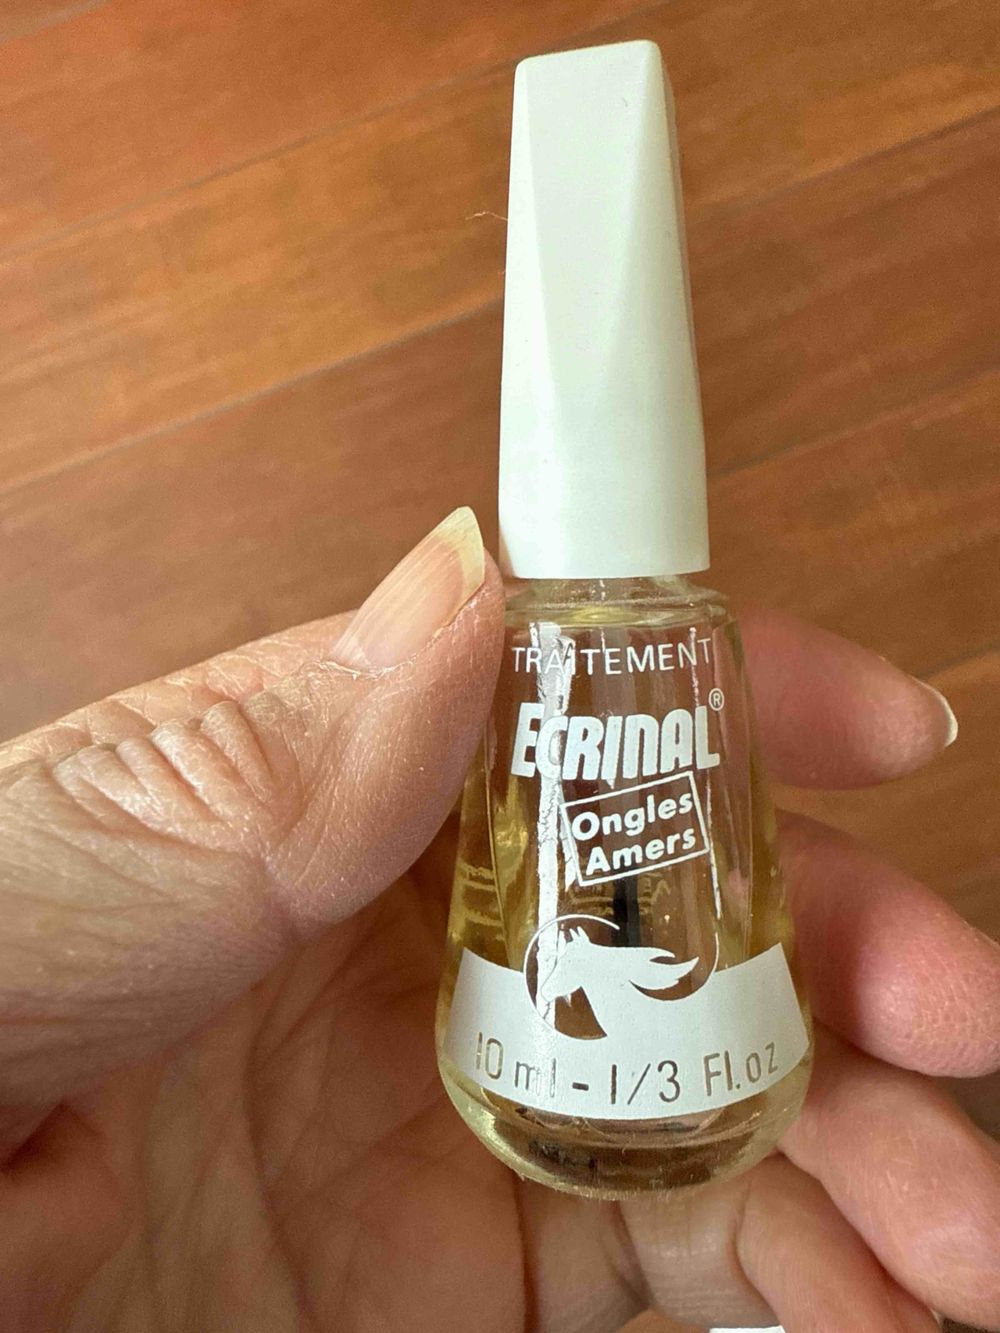 TRAITEMENT
ECRINAL®
Ongles
Amers
10 ml - 1/3 Fl.oz